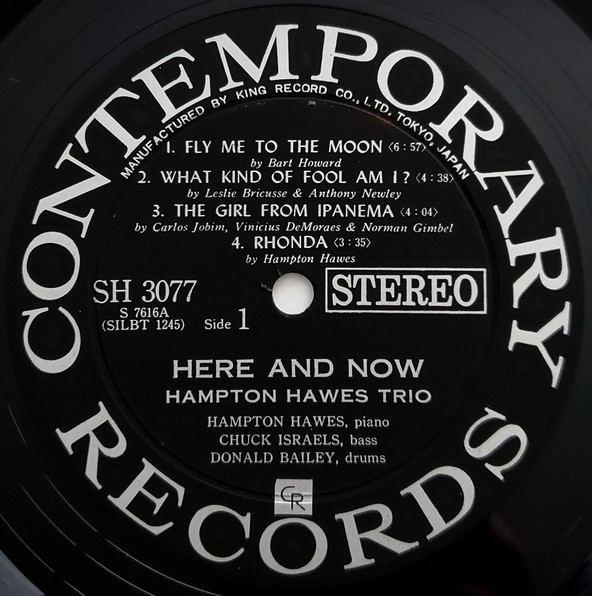 CONTEMPORARY
MANUFACTURED BY KING RECORD CO., LTD. TOKYO, JAPAN
1. FLY ME TO THE MOON <6:57>
by Bart Howard
2. WHAT KIND OF FOOL AM I? <4:38>
by Leslie Bricusse & Anthony Newley
3. THE GIRL FROM IPANEMA <4:04>
by Carlos Jobim, Vinicius DeMoraes & Norman Gimbel
4. RHONDA <3:35>
by Hampton Hawes
SH 3077
STEREO
S 7616A
(SILBT 1245) Side 1
HERE AND NOW
HAMPTON HAWES TRIO
HAMPTON HAWES, piano
CHUCK ISRAELS, bass
DONALD BAILEY, drums
CR
RECORDS